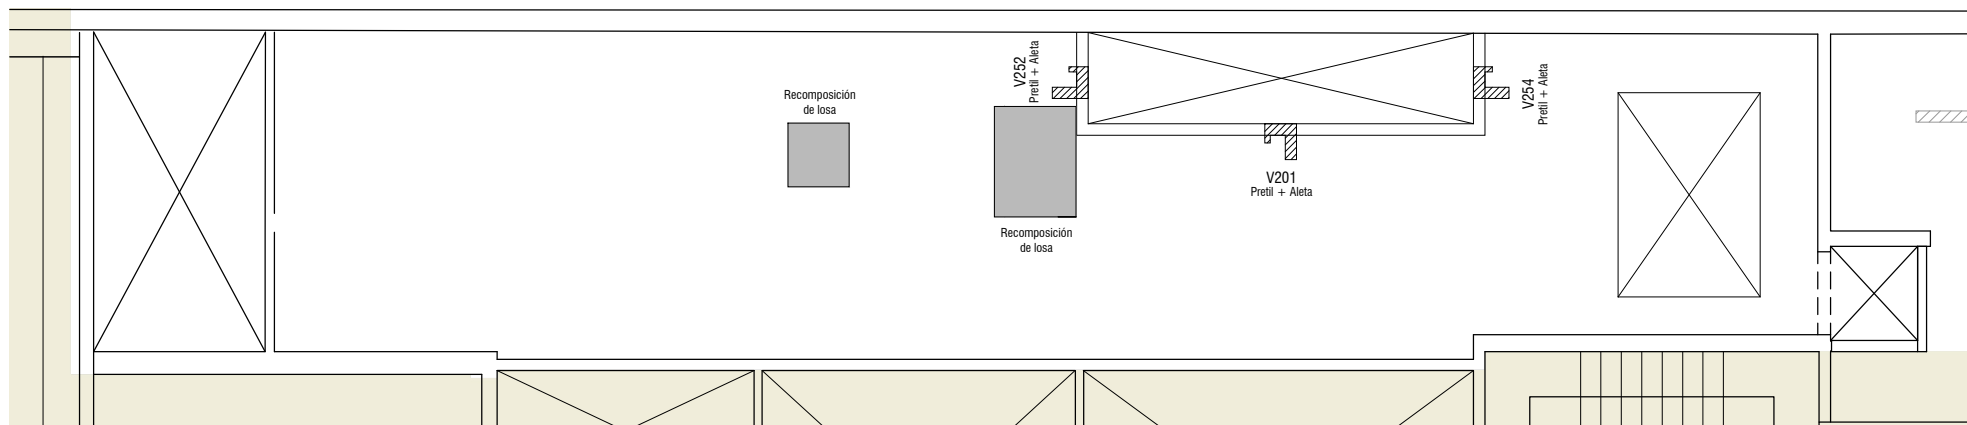 Recomposición
de losa
Recomposición
de losa
V252
Pretil + Aleta
V201
Pretil + Aleta
V254
Pretil + Aleta